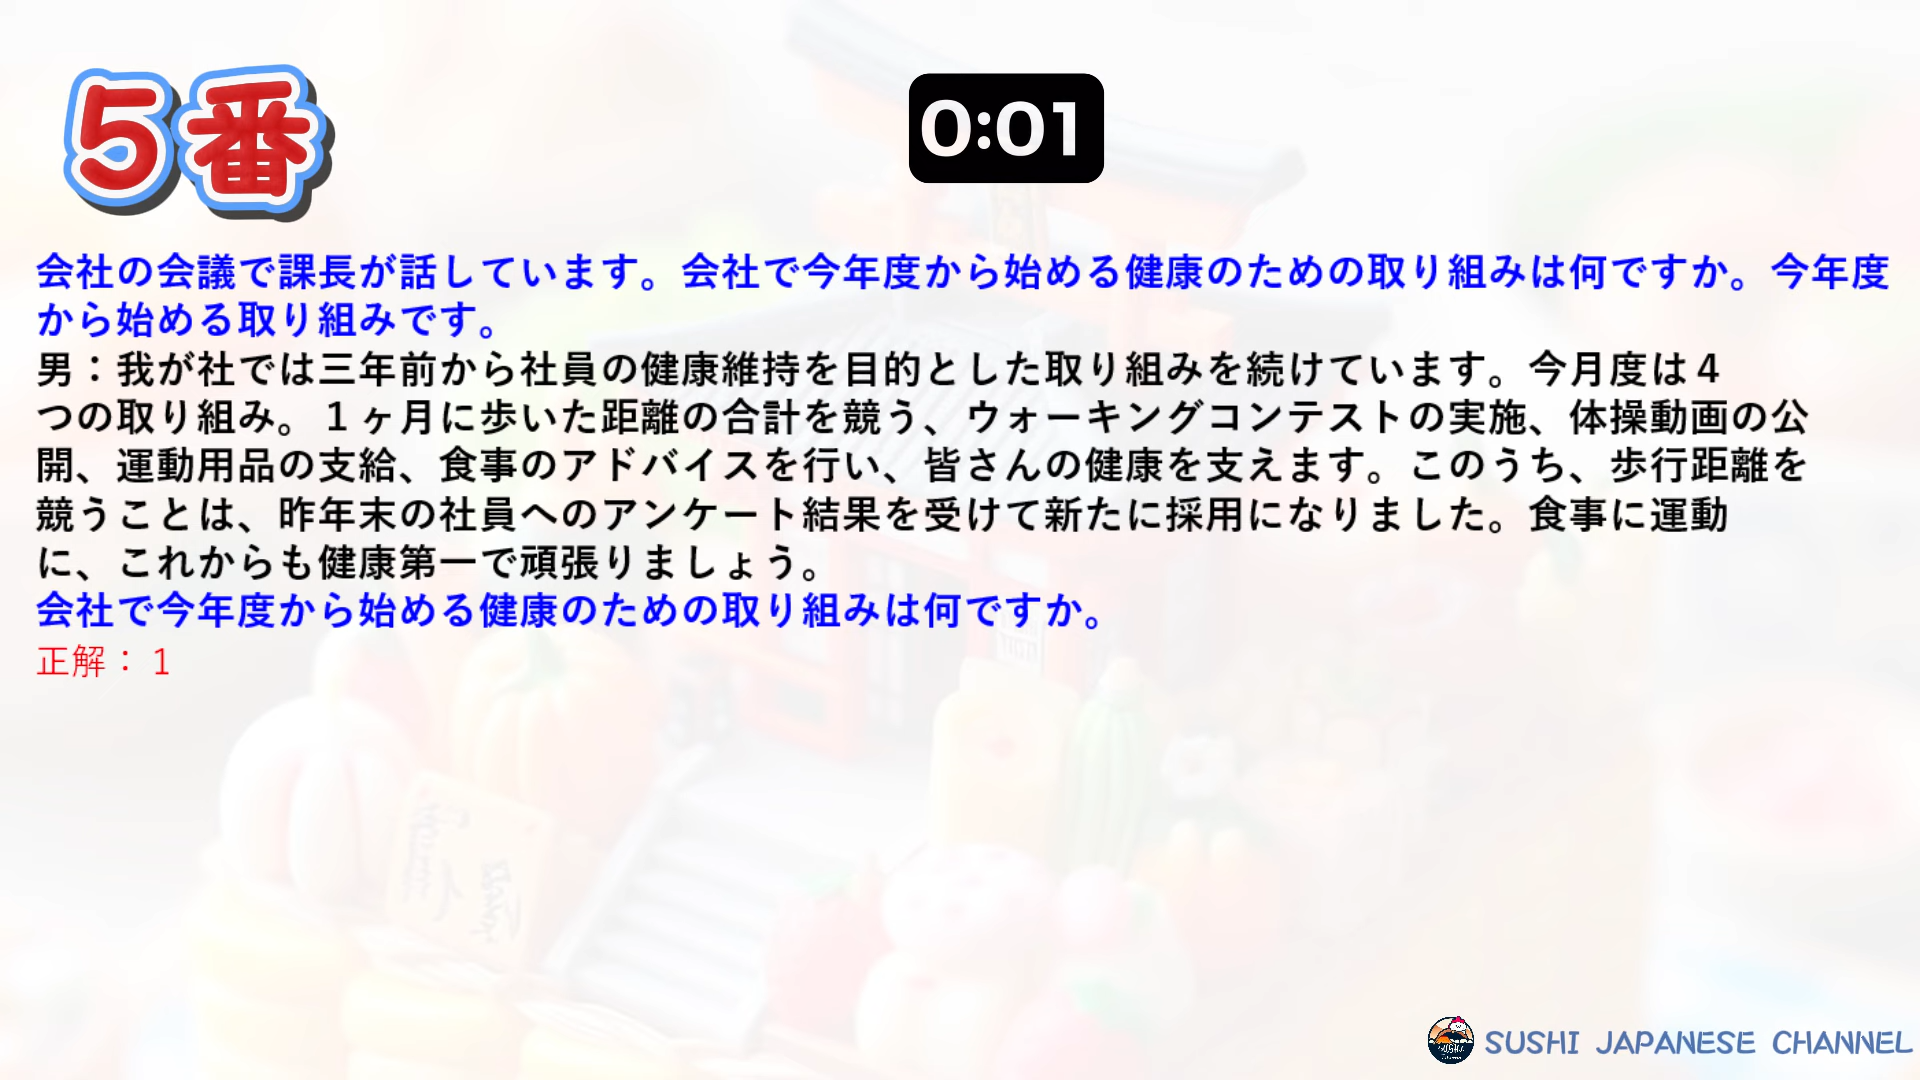 5番
0:01
会社の会議で課長が話しています。会社で今年度から始める健康のための取り組みは何ですか。今年度
から始める取り組みです。
男：我が社では三年前から社員の健康維持を目的とした取り組みを続けています。今月度は４
つの取り組み。１ヶ月に歩いた距離の合計を競う、ウォーキングコンテストの実施、体操動画の公
開、運動用品の支給、食事のアドバイスを行い、皆さんの健康を支えます。このうち、歩行距離を
競うことは、昨年末の社員へのアンケート結果を受けて新たに採用になりました。食事に運動
に、これからも健康第一で頑張りましょう。
会社で今年度から始める健康のための取り組みは何ですか。
正解：１
SUSHI JAPANESE CHANNEL